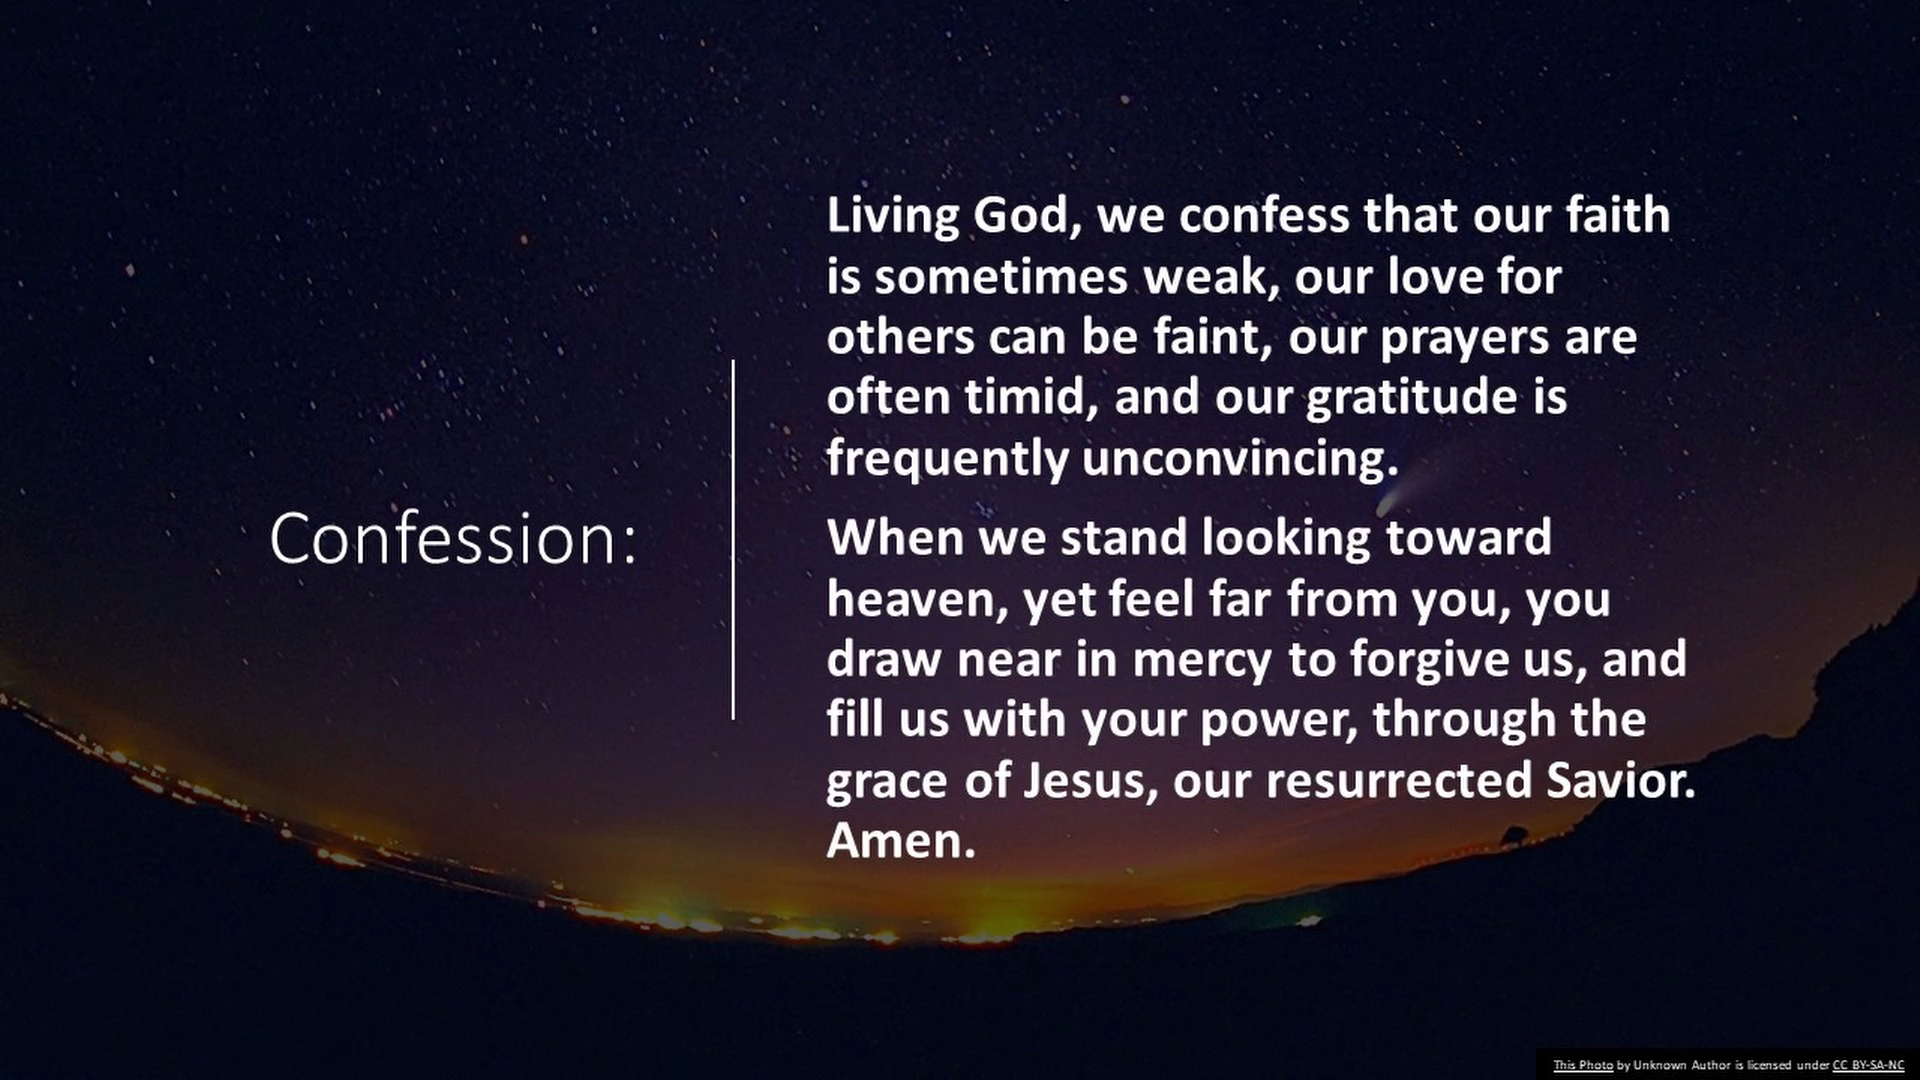 Confession:
Living God, we confess that our faith
is sometimes weak, our love for
others can be faint, our prayers are
often timid, and our gratitude is
frequently unconvincing.
When we stand looking toward
heaven, yet feel far from you, you
draw near in mercy to forgive us, and
fill us with your power, through the
grace of Jesus, our resurrected Savior.
Amen.
This Photo by Unknown Author is licensed under CC BY-SA-NC